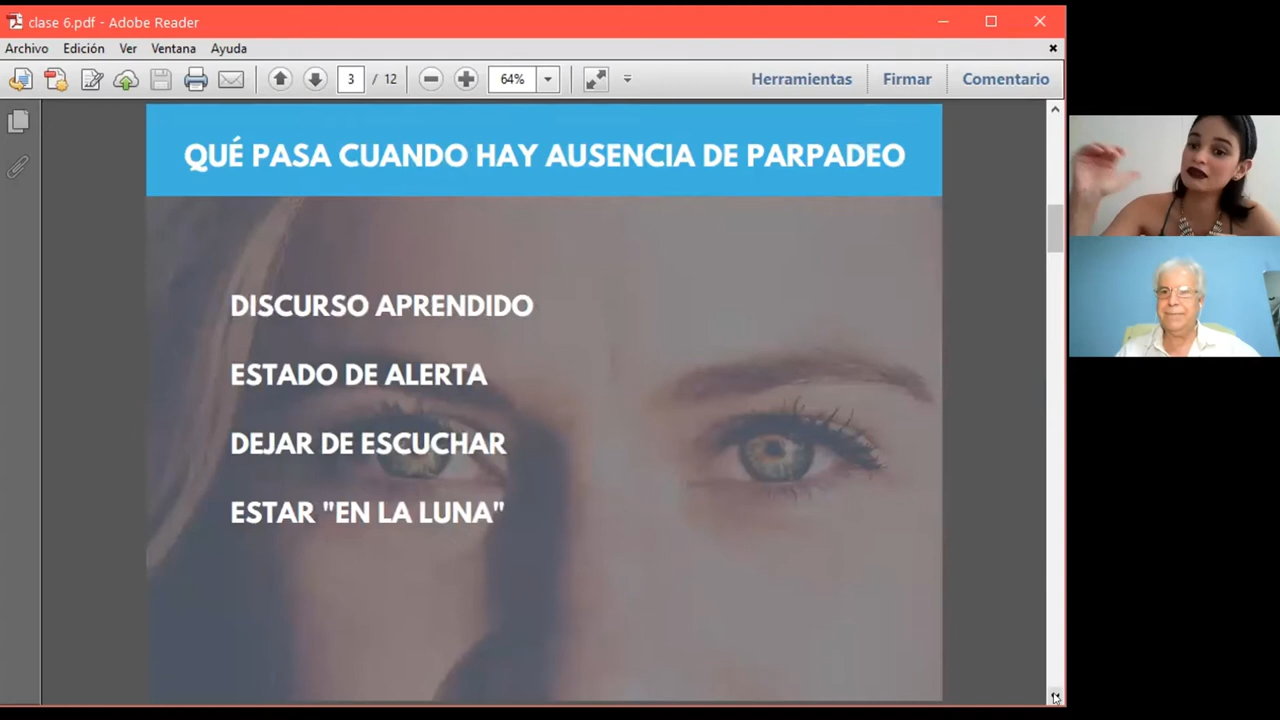 clase 6.pdf - Adobe Reader
Archivo Edición Ver Ventana Ayuda
3 / 12 64% Herramientas Firmar Comentario
QUÉ PASA CUANDO HAY AUSENCIA DE PARPADEO
DISCURSO APRENDIDO
ESTADO DE ALERTA
DEJAR DE ESCUCHAR
ESTAR "EN LA LUNA"